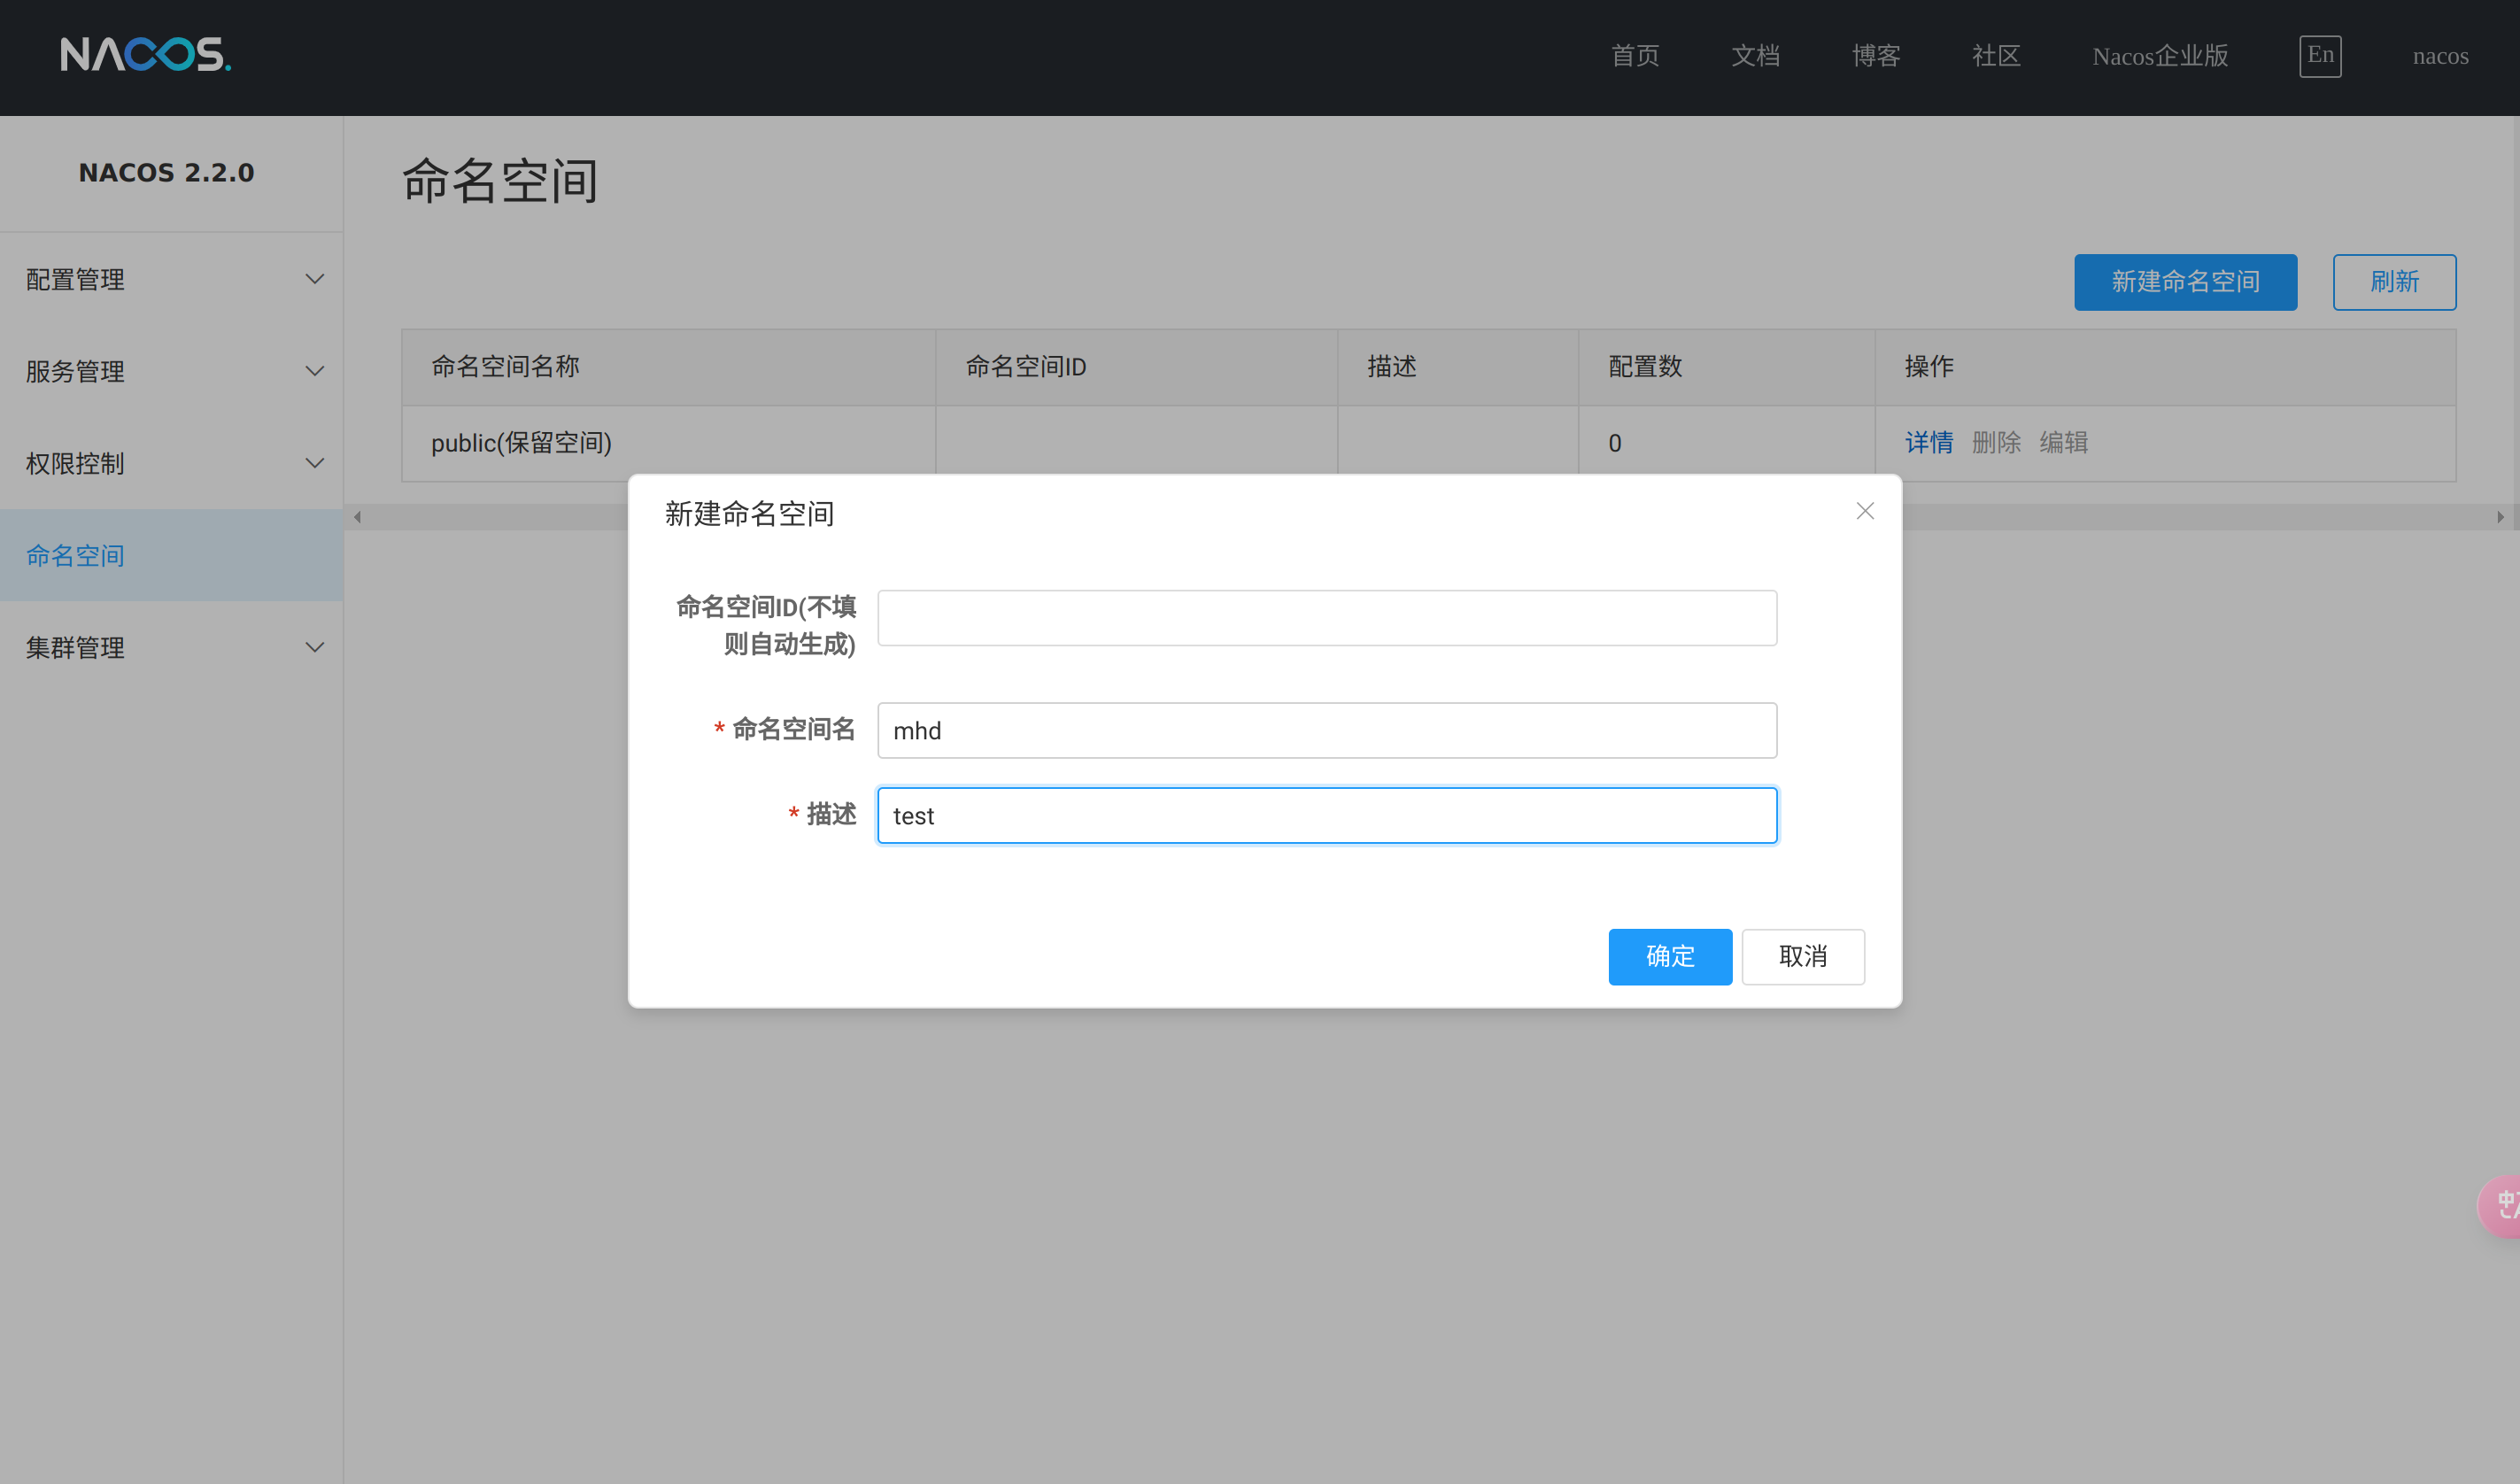 NACOS.
首页 文档 博客 社区 Nacos企业版 En nacos
NACOS 2.2.0
配置管理
服务管理
权限控制
命名空间
集群管理
命名空间
新建命名空间 刷新
命名空间名称 命名空间ID 描述 配置数 操作
public(保留空间) 0 详情 删除 编辑
新建命名空间
命名空间ID(不填
则自动生成)
* 命名空间名 mhd
* 描述 test
确定 取消